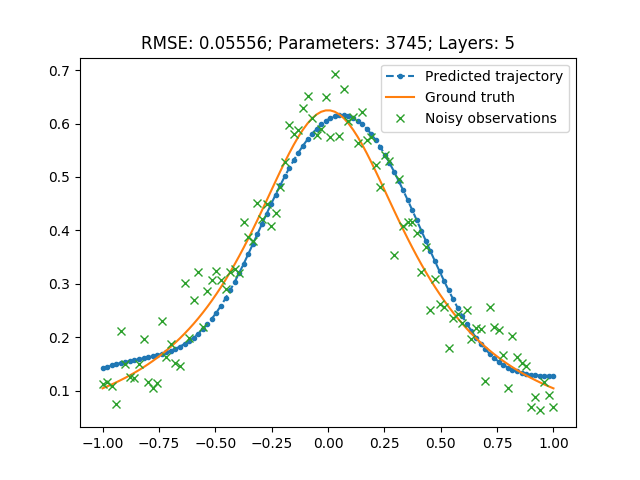 RMSE: 0.05556; Parameters: 3745; Layers: 5
Predicted trajectory
Ground truth
Noisy observations
0.7
0.6
0.5
0.4
0.3
0.2
0.1
−1.00 −0.75 −0.50 −0.25 0.00 0.25 0.50 0.75 1.00